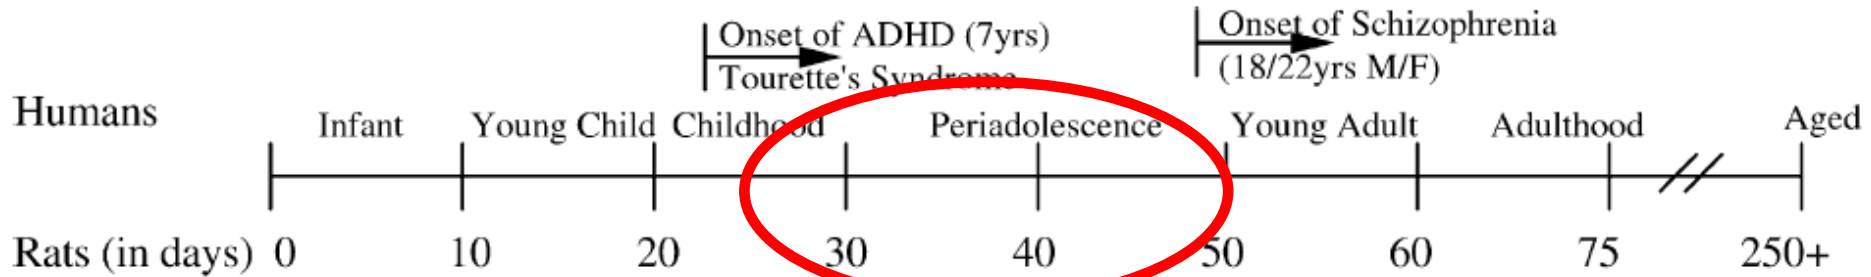 Onset of ADHD (7yrs)
Tourette's Syndrome
Onset of Schizophrenia
(18/22yrs M/F)
Humans Infant Young Child Childhood Periadolescence Young Adult Adulthood Aged
Rats (in days) 0 10 20 30 40 50 60 75 250+